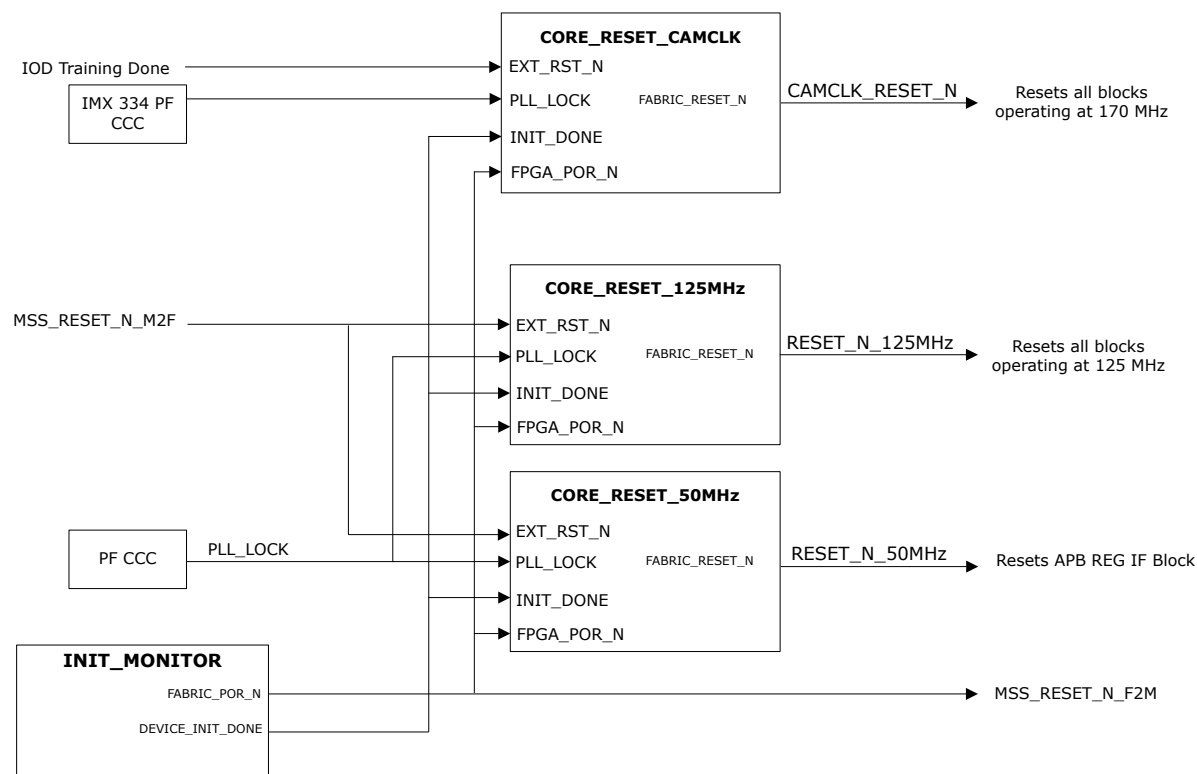 CORE_RESET_CAMCLK
IOD Training Done
EXT_RST_N
IMX 334 PF
CCC
PLL_LOCK
FABRIC_RESET_N
CAMCLK_RESET_N
Resets all blocks
operating at 170 MHz
INIT_DONE
FPGA_POR_N
CORE_RESET_125MHz
MSS_RESET_N_M2F
EXT_RST_N
PLL_LOCK
FABRIC_RESET_N
RESET_N_125MHz
Resets all blocks
operating at 125 MHz
INIT_DONE
FPGA_POR_N
CORE_RESET_50MHz
EXT_RST_N
PF CCC
PLL_LOCK
PLL_LOCK
FABRIC_RESET_N
RESET_N_50MHz
Resets APB REG IF Block
INIT_DONE
FPGA_POR_N
INIT_MONITOR
FABRIC_POR_N
MSS_RESET_N_F2M
DEVICE_INIT_DONE